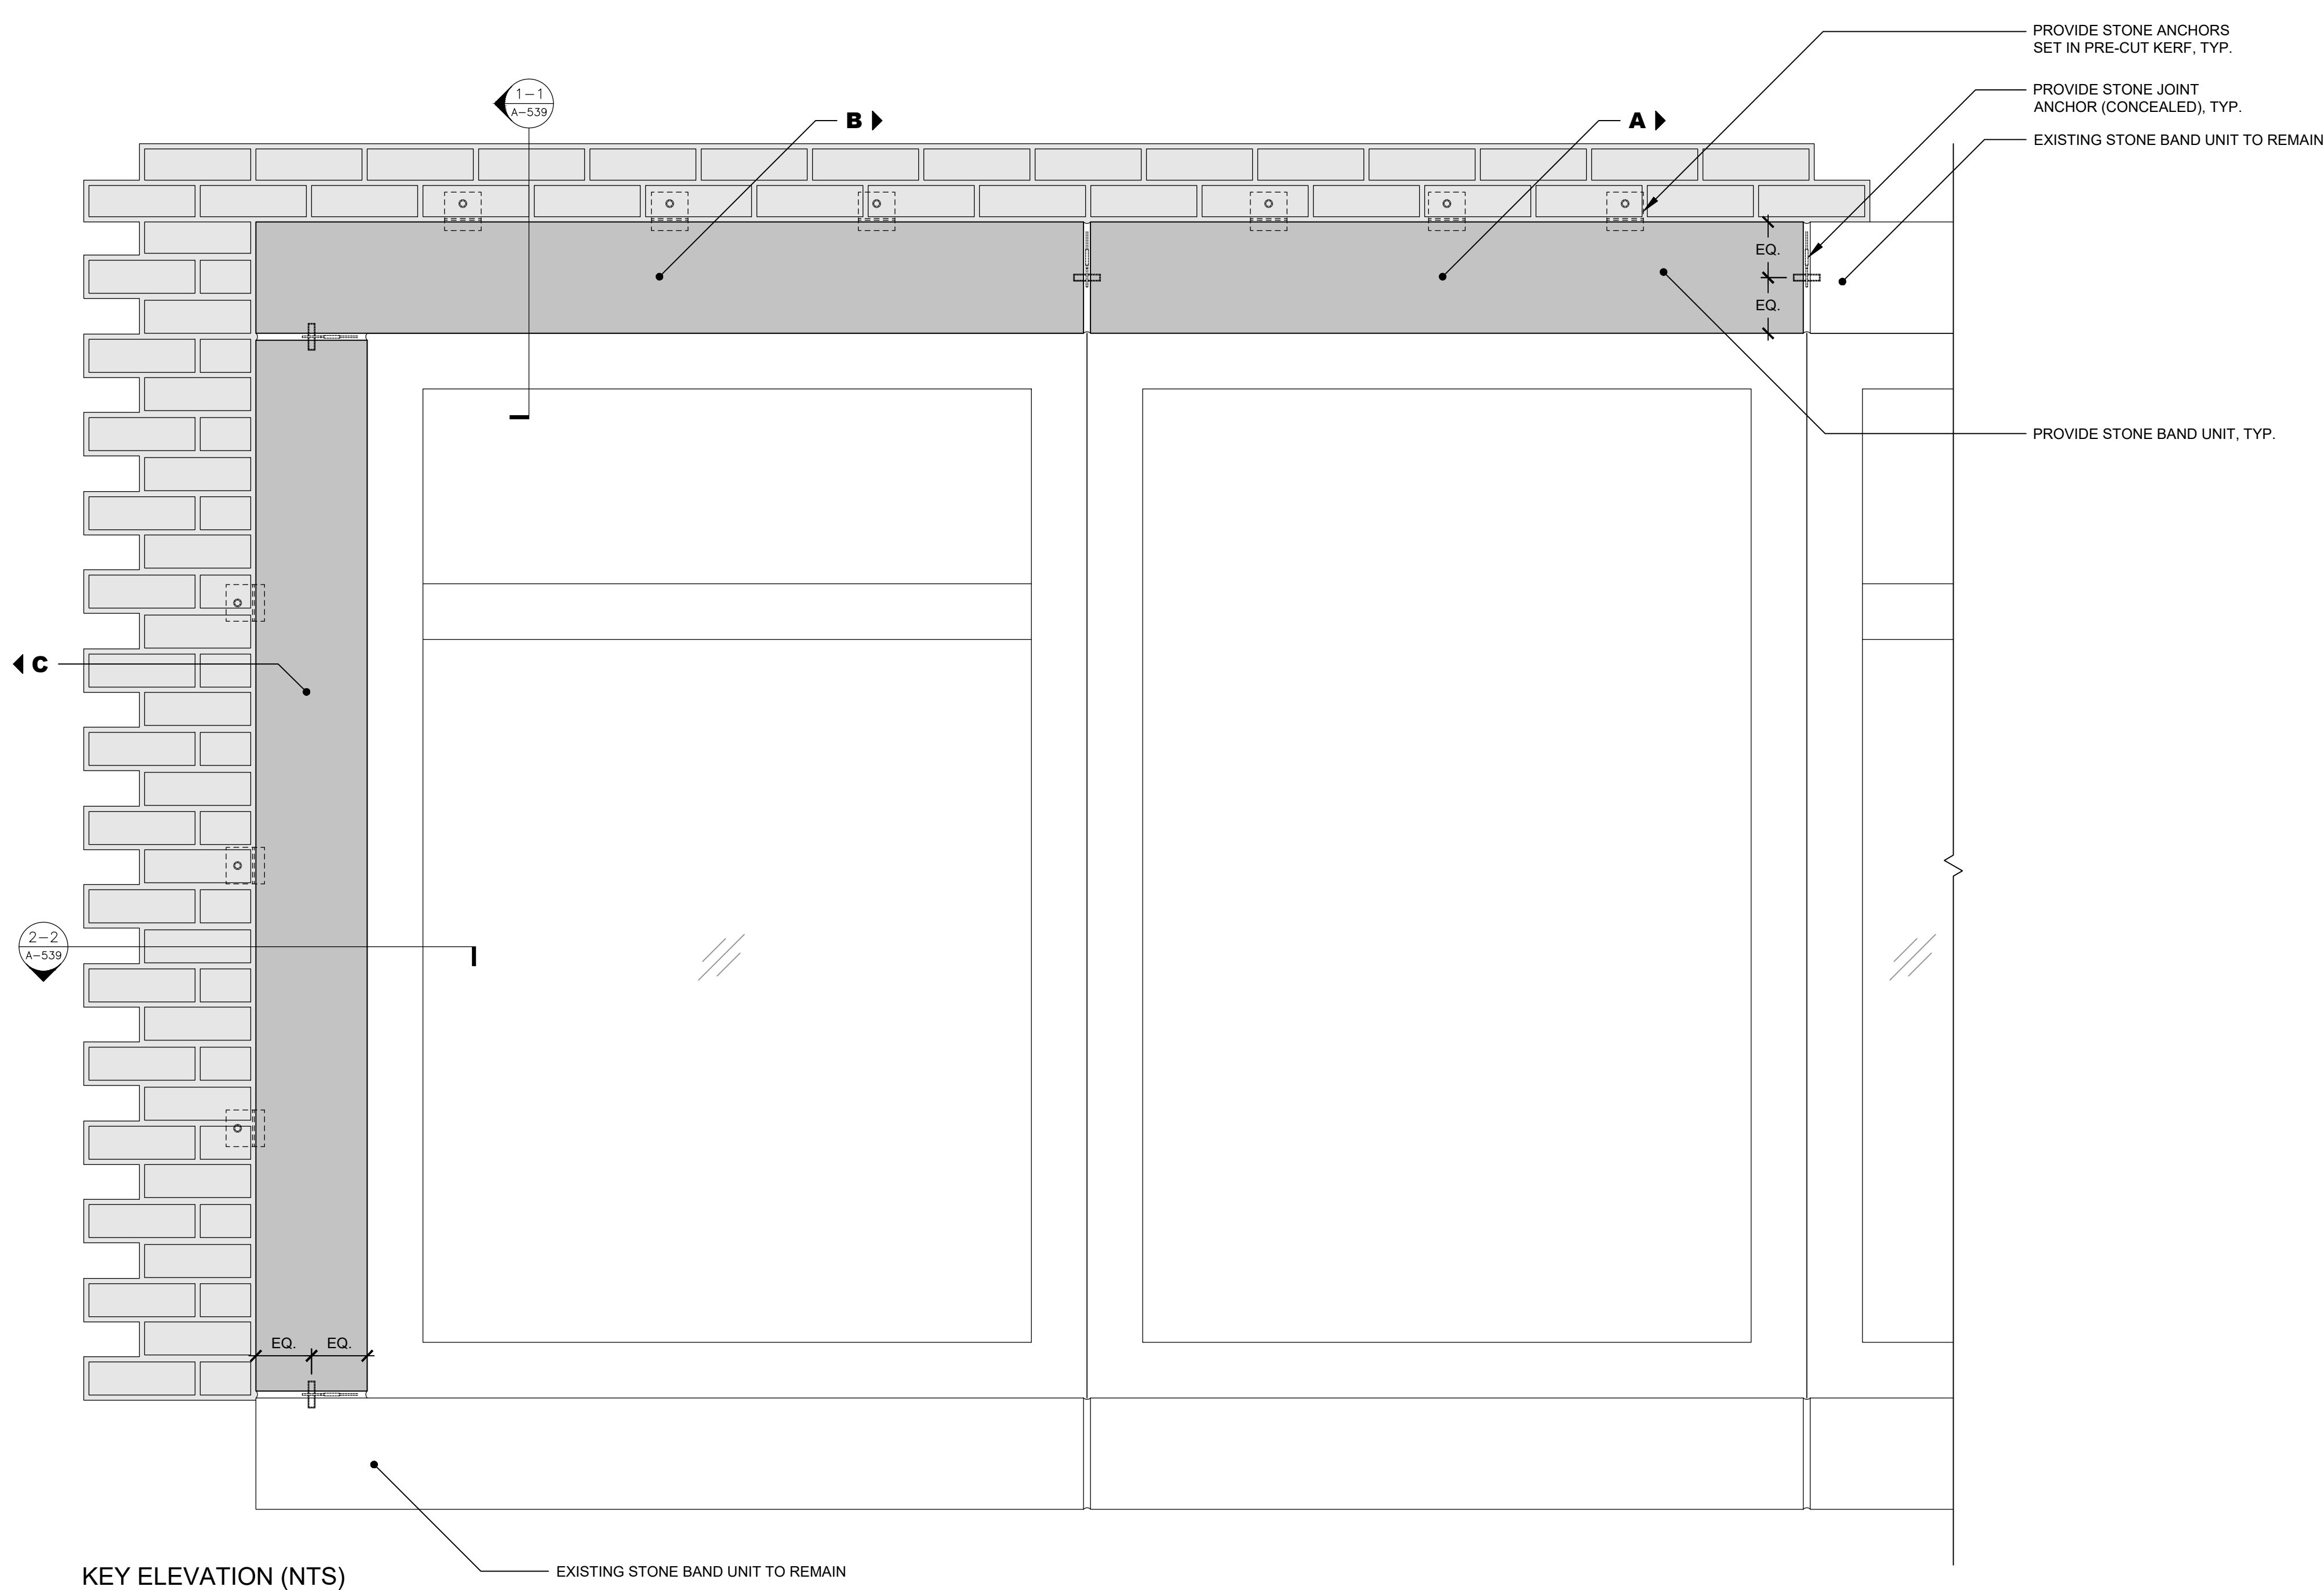 PROVIDE STONE ANCHORS
SET IN PRE-CUT KERF, TYP.
PROVIDE STONE JOINT
ANCHOR (CONCEALED), TYP.
1-1
A-539
B
A
EXISTING STONE BAND UNIT TO REMAIN
EQ.
EQ.
PROVIDE STONE BAND UNIT, TYP.
C
2-2
A-539
EQ. EQ.
EXISTING STONE BAND UNIT TO REMAIN
KEY ELEVATION (NTS)